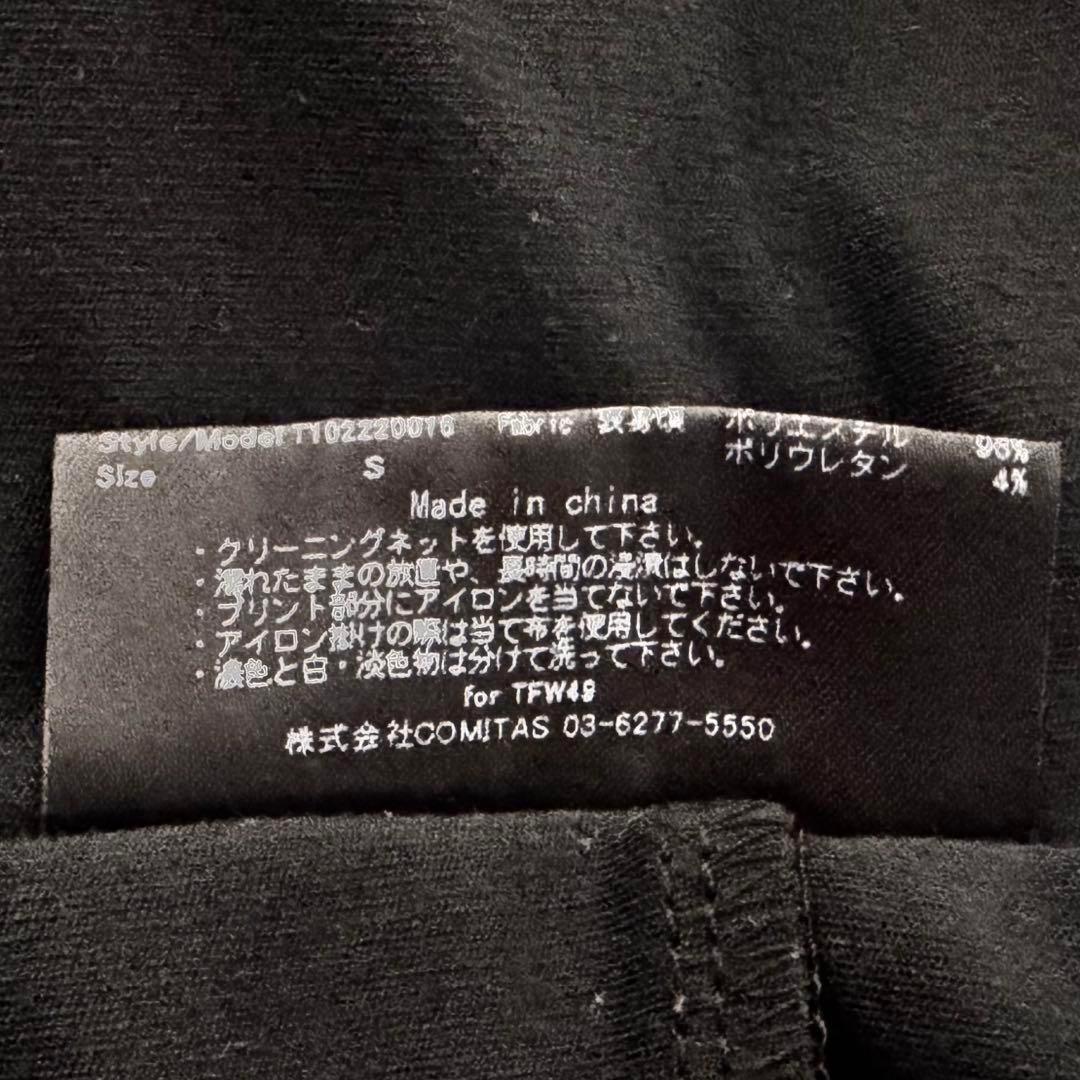 Style/Model T102220016 Fabric 表身頃 ポリエステル 96%
Size S ポリウレタン 4%
Made in china
・クリーニングネットを使用して下さい。
・濡れたままの放置や、長時間の浸漬はしないで下さい。
・プリント部分にアイロンを当てないで下さい。
・アイロン掛けの際は当て布を使用してください。
・濃色と白・淡色物は分けて洗って下さい。
for TFW49
株式会社COMITAS 03-6277-5550